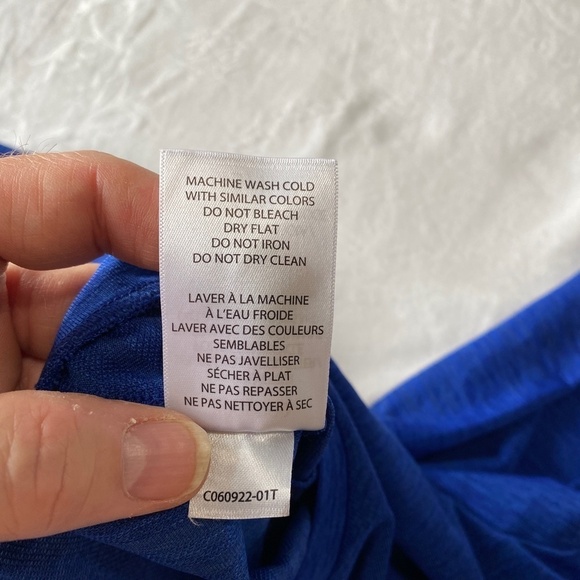 MACHINE WASH COLD
WITH SIMILAR COLORS
DO NOT BLEACH
DRY FLAT
DO NOT IRON
DO NOT DRY CLEAN
LAVER À LA MACHINE
À L'EAU FROIDE
LAVER AVEC DES COULEURS
SEMBLABLES
NE PAS JAVELLISER
SÉCHER À PLAT
NE PAS REPASSER
NE PAS NETTOYER À SEC
C060922-01T